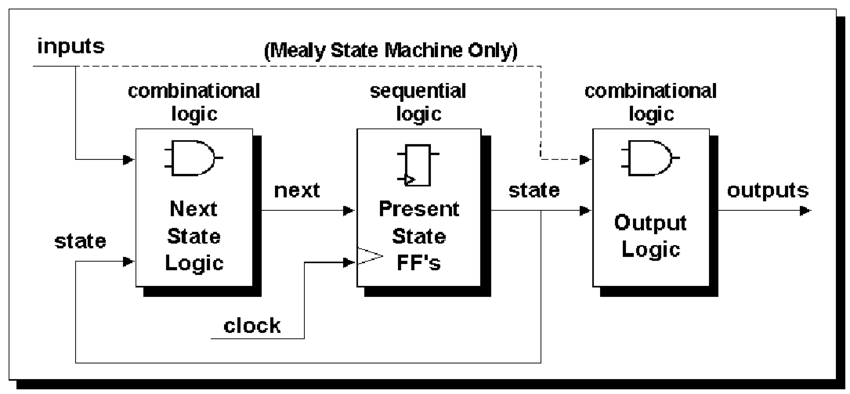 inputs
(Mealy State Machine Only)
combinational
logic
sequential
logic
combinational
logic
Next
State
Logic
next
Present
State
FF's
state
Output
Logic
outputs
state
clock